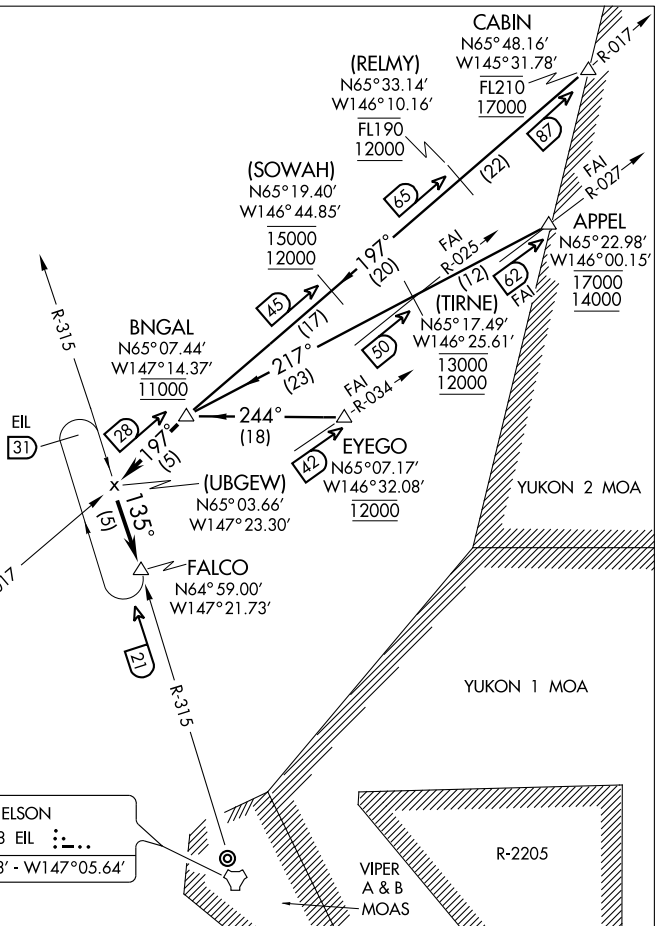 CABIN
N65°48.16'
W145°31.78'
FL210
17000
R-017
(RELMY)
N65°33.14'
W146°10.16'
FL190
12000
87
(22)
65
(SOWAH)
N65°19.40'
W146°44.85'
15000
12000
197°
(20)
FAI
R-025
FAI
R-027
APPEL
N65°22.98'
W146°00.15'
17000
14000
(12)
62
FAI
45
(17)
(TIRNE)
N65°17.49'
W146°25.61'
13000
12000
50
217°
(23)
R-315
BNGAL
N65°07.44'
W147°14.37'
11000
FAI
R-034
244°
(18)
EYEGO
N65°07.17'
W146°32.08'
12000
42
EIL
31
28
197°
(5)
(UBGEW)
N65°03.66'
W147°23.30'
x
135°
(5)
YUKON 2 MOA
FALCO
N64°59.00'
W147°21.73'
21
R-315
YUKON 1 MOA
ELSON
EIL
' - W147°05.64'
VIPER
A & B
MOAS
R-2205